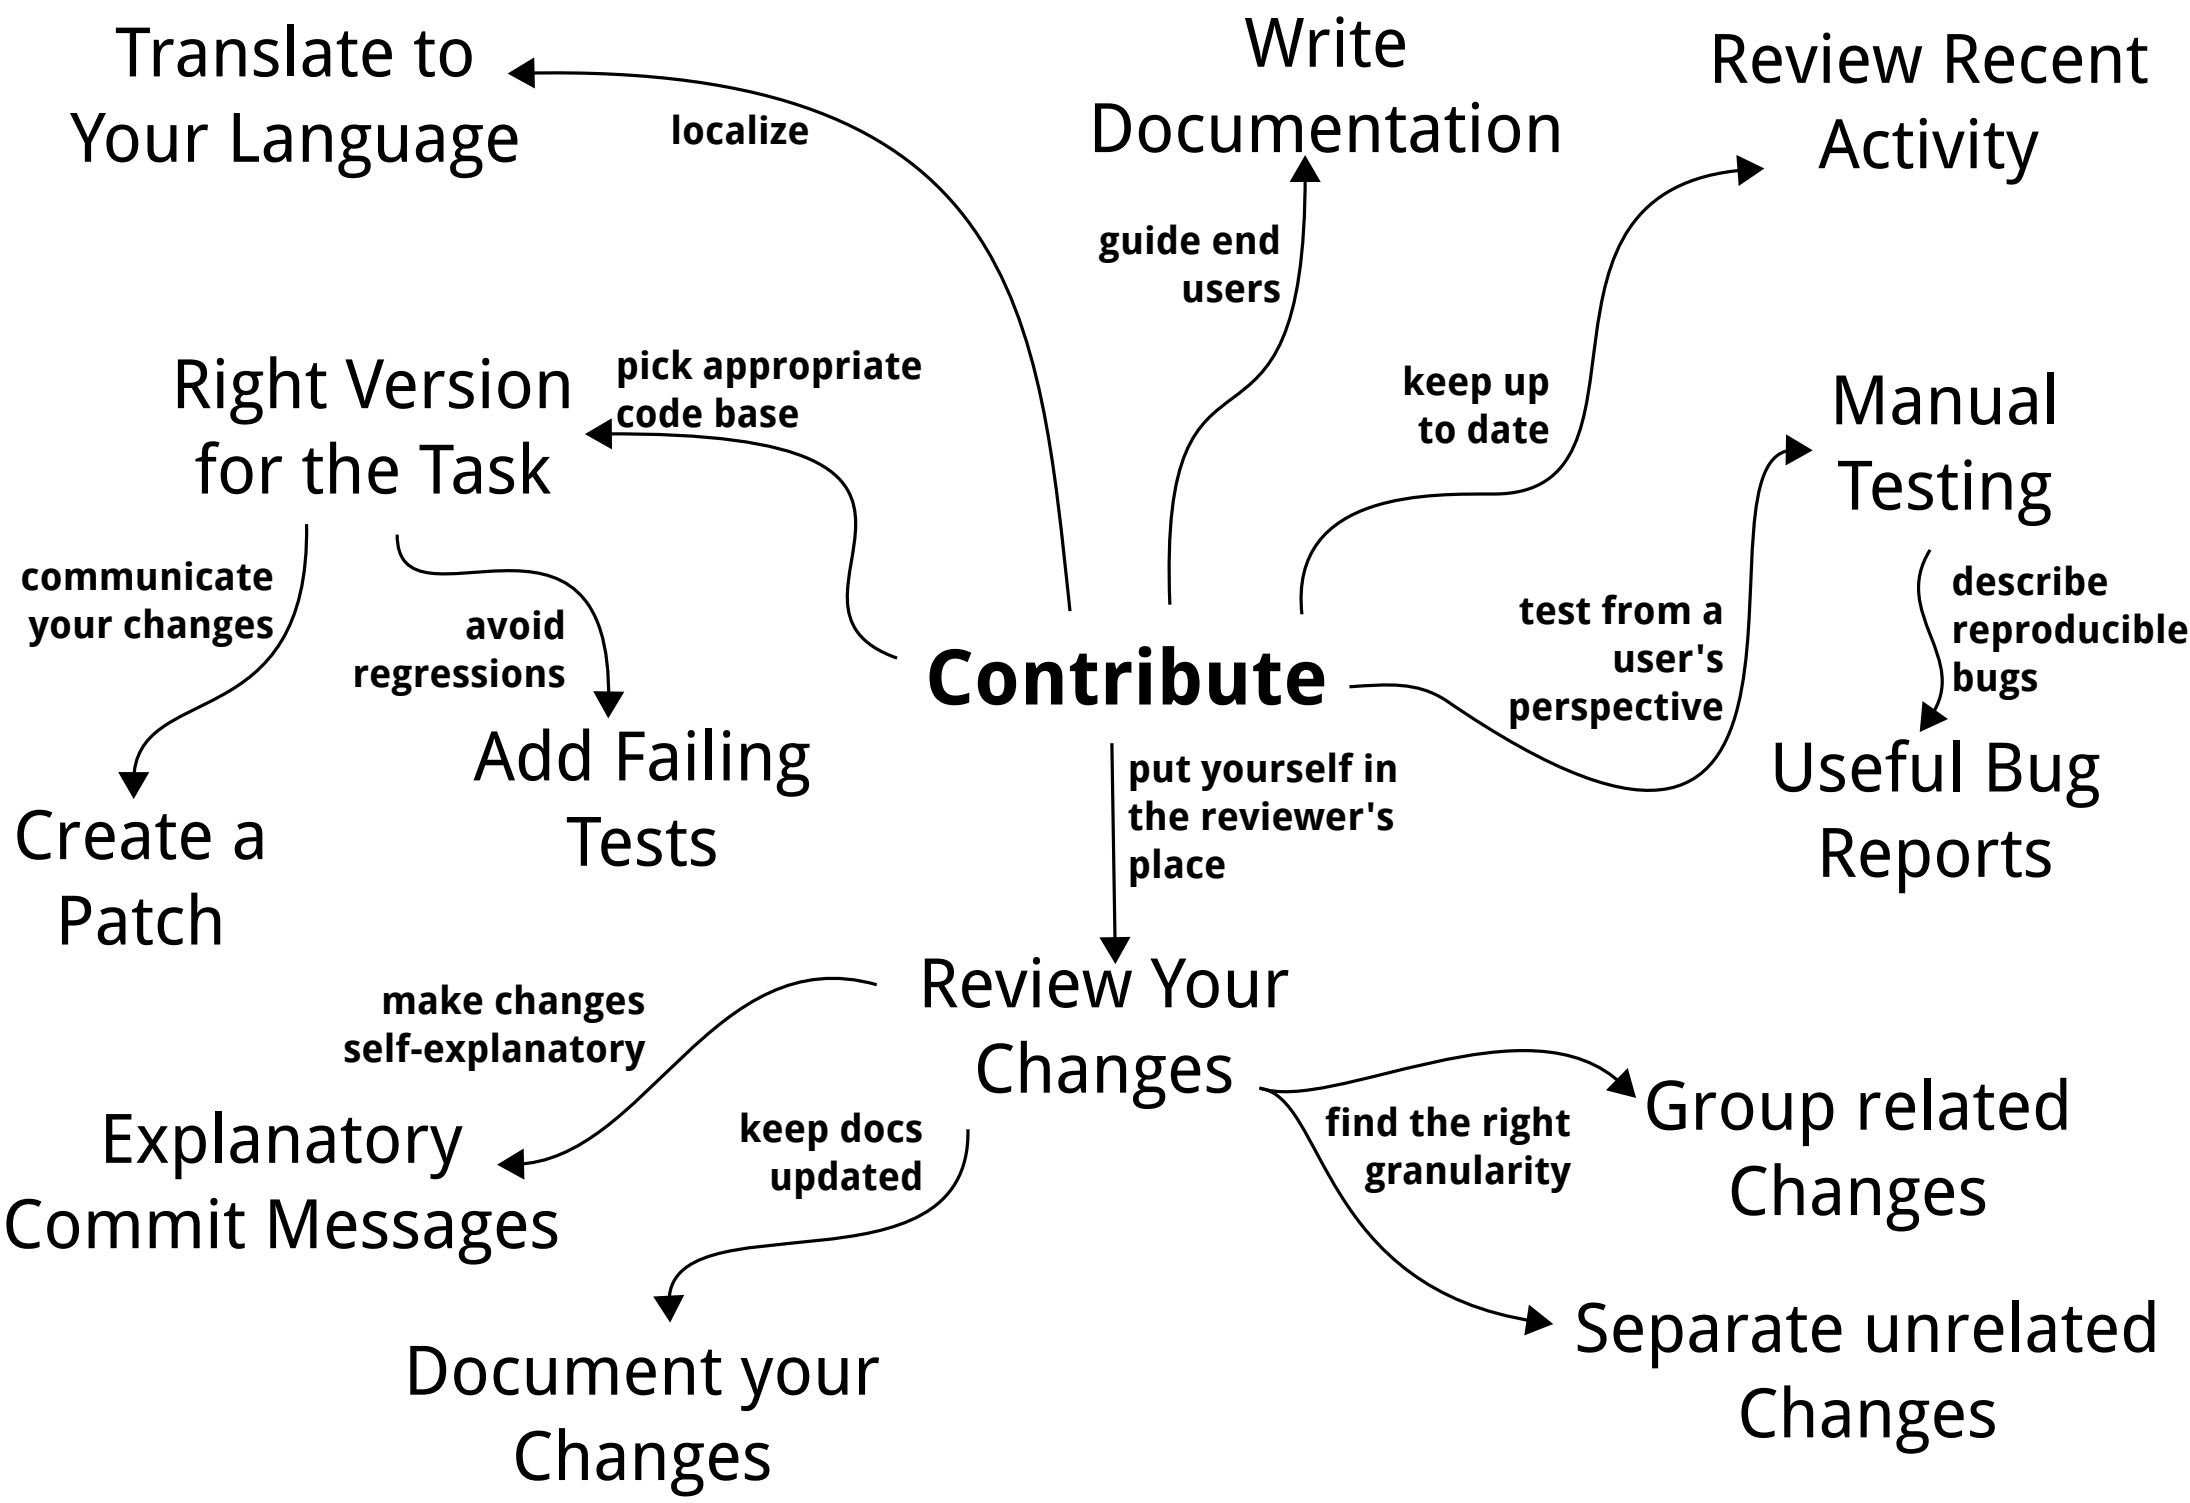 Translate to
Your Language
localize
Write
Documentation
guide end
users
Review Recent
Activity
keep up
to date
Right Version
for the Task
pick appropriate
code base
communicate
your changes
avoid
regressions
Create a
Patch
Add Failing
Tests
Contribute
test from a
user's
perspective
Manual
Testing
describe
reproducible
bugs
Useful Bug
Reports
put yourself in
the reviewer's
place
Review Your
Changes
make changes
self-explanatory
Explanatory
Commit Messages
keep docs
updated
Document your
Changes
find the right
granularity
Group related
Changes
Separate unrelated
Changes